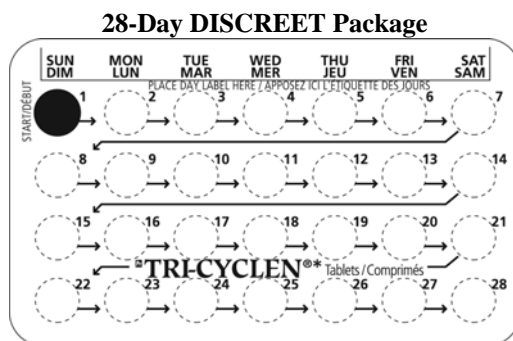 28-Day DISCREET Package
SUN MON TUE WED THU FRI SAT
DIM LUN MAR MER JEU VEN SAM
PLACE DAY LABEL HERE / APPOSEZ ICI L'ÉTIQUETTE DES JOURS
START/DÉBUT
1 2 3 4 5 6 7
8 9 10 11 12 13 14
15 16 17 18 19 20 21
TRI-CYCLEN®* Tablets/Comprimés
22 23 24 25 26 27 28